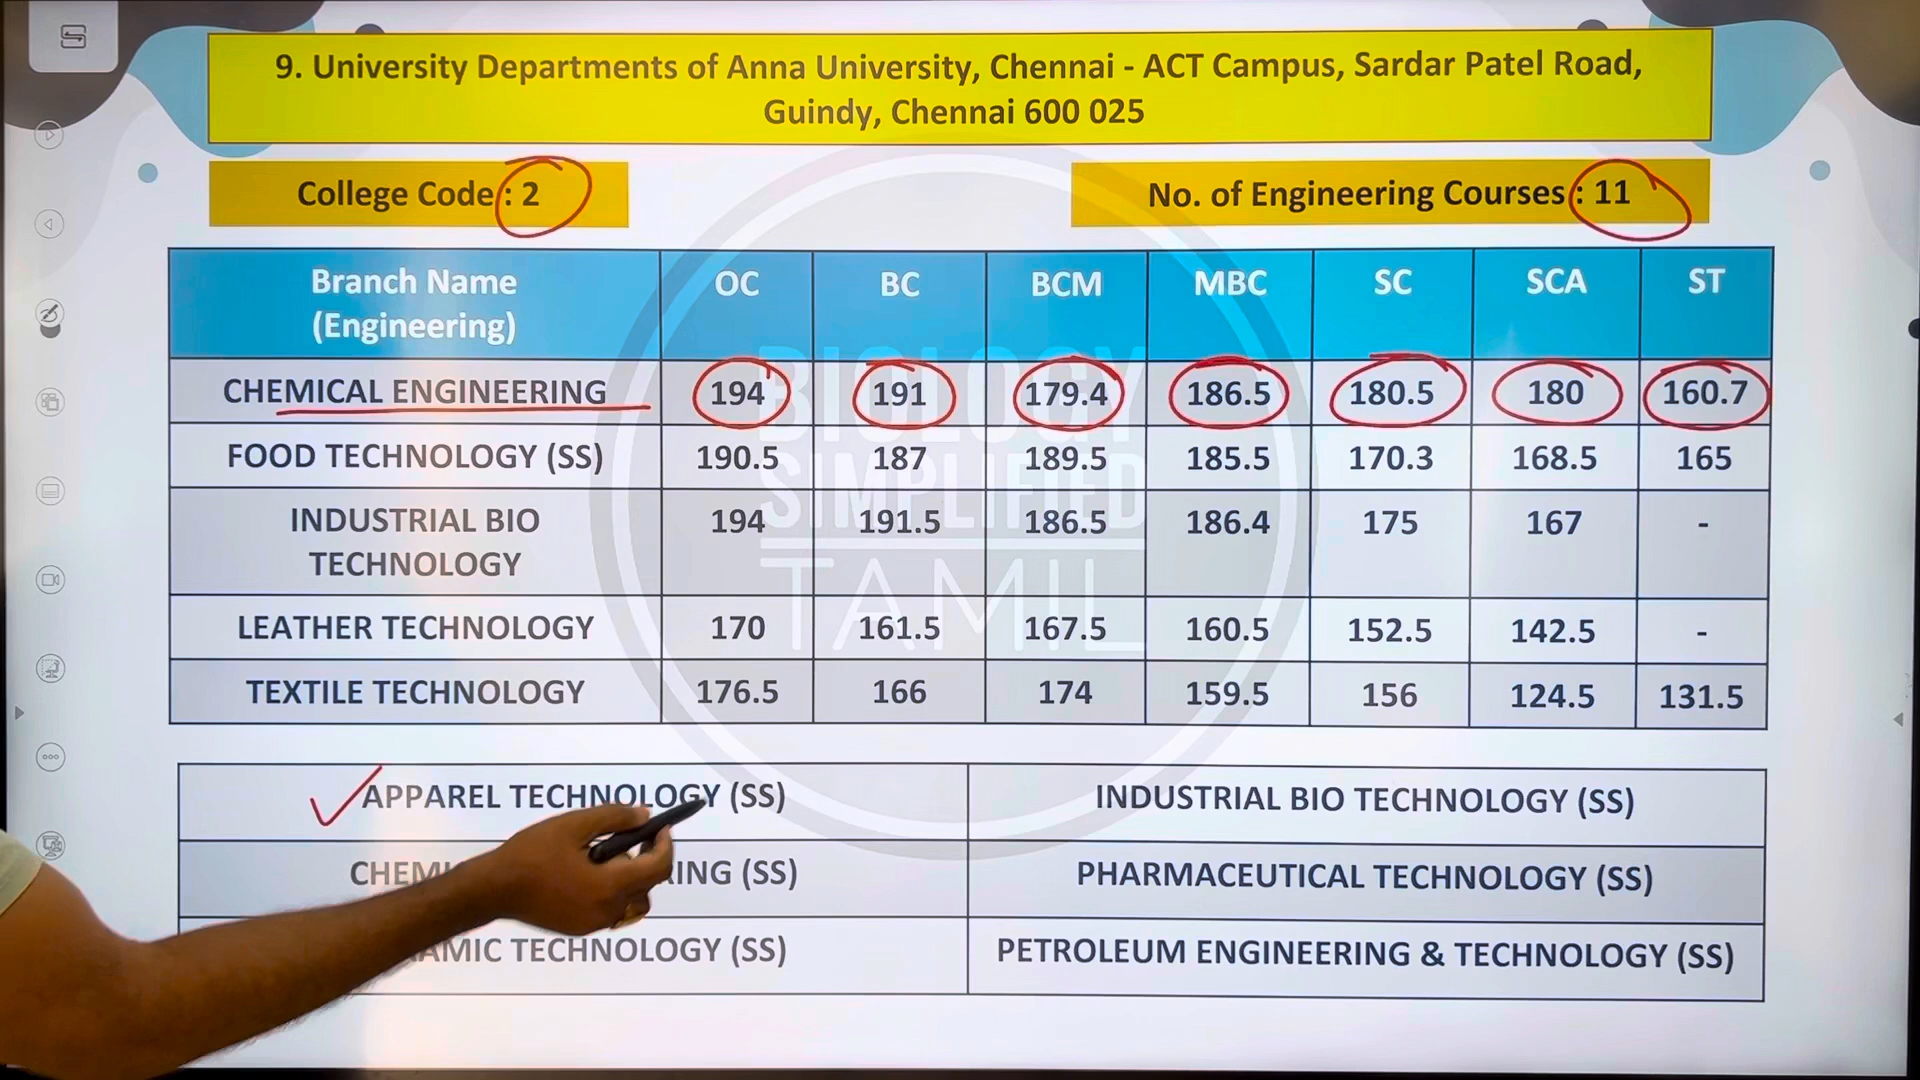 9. University Departments of Anna University, Chennai - ACT Campus, Sardar Patel Road,
Guindy, Chennai 600 025
College Code : 2
No. of Engineering Courses : 11
Branch Name (Engineering) OC BC BCM MBC SC SCA ST
CHEMICAL ENGINEERING 194 191 179.4 186.5 180.5 180 160.7
FOOD TECHNOLOGY (SS) 190.5 187 189.5 185.5 170.3 168.5 165
INDUSTRIAL BIO TECHNOLOGY 194 191.5 186.5 186.4 175 167 -
LEATHER TECHNOLOGY 170 161.5 167.5 160.5 152.5 142.5 -
TEXTILE TECHNOLOGY 176.5 166 174 159.5 156 124.5 131.5
APPAREL TECHNOLOGY (SS) INDUSTRIAL BIO TECHNOLOGY (SS)
(SS) PHARMACEUTICAL TECHNOLOGY (SS)
TECHNOLOGY (SS) PETROLEUM ENGINEERING & TECHNOLOGY (SS)
BIOLOGY
SIMPLIFIED
TAMIL